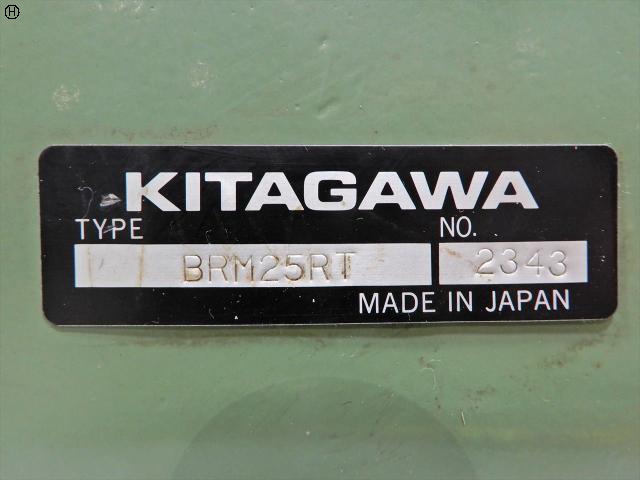 H
KITAGAWA
TYPE NO.
BRM25RT 2343
MADE IN JAPAN